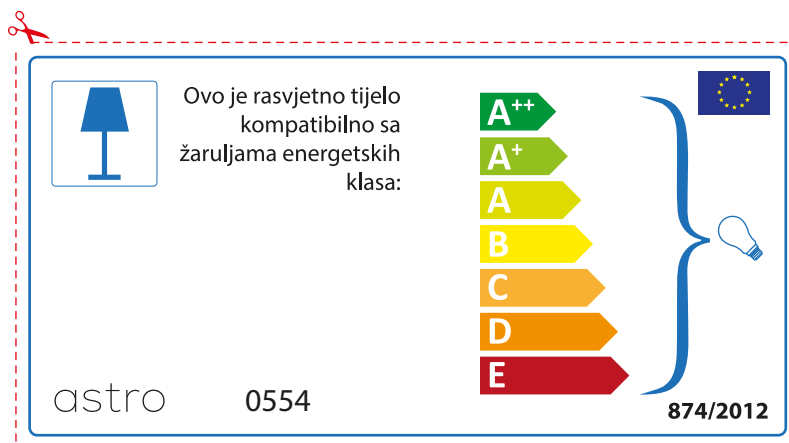 Ovo je rasvjetno tijelo
kompatibilno sa
žaruljama energetskih
klasa:
A++
A+
A
B
C
D
E
astro
0554
874/2012